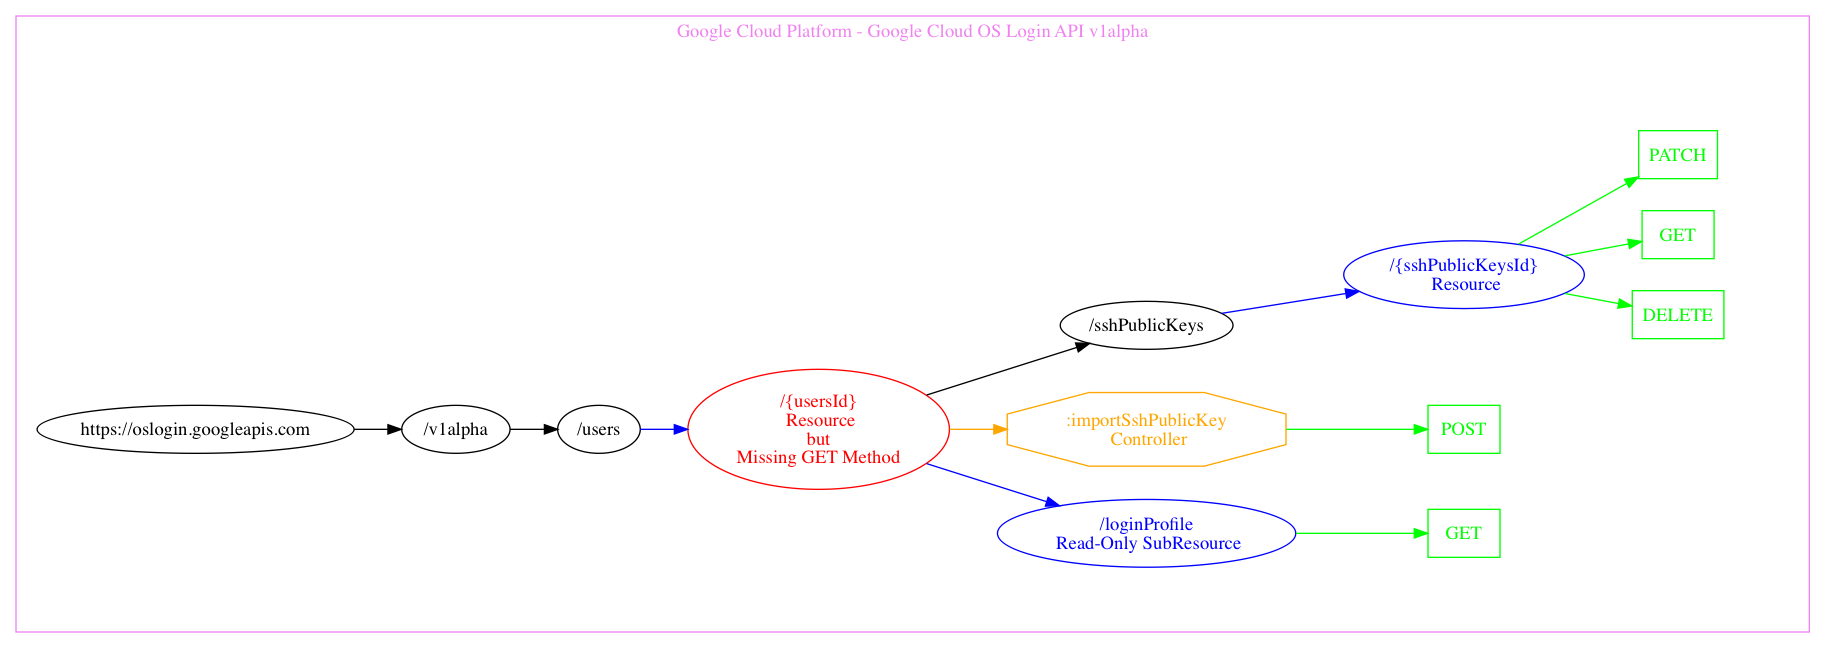 Google Cloud Platform - Google Cloud OS Login API v1alpha
https://oslogin.googleapis.com
/v1alpha
/users
/{usersId}
Resource
but
Missing GET Method
/sshPublicKeys
/{sshPublicKeysId}
Resource
PATCH
GET
DELETE
:importSshPublicKey
Controller
POST
/loginProfile
Read-Only SubResource
GET